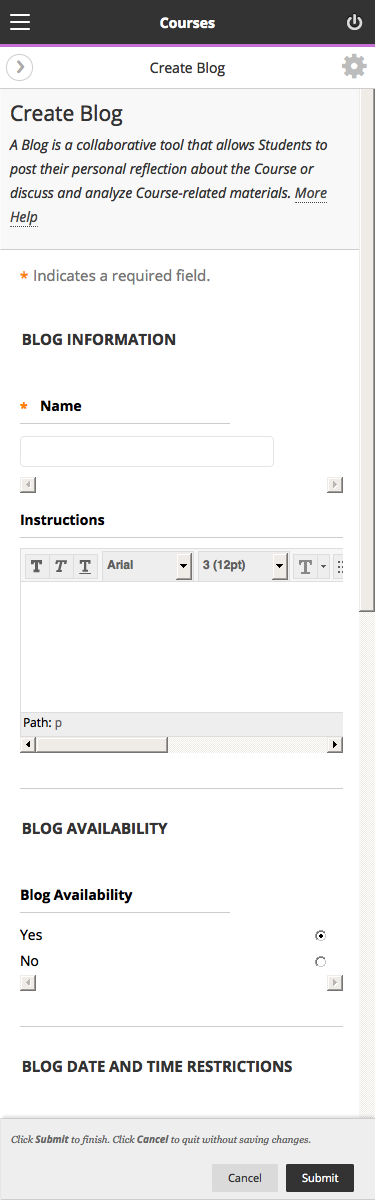 Courses
Create Blog
Create Blog
A Blog is a collaborative tool that allows Students to
post their personal reflection about the Course or
discuss and analyze Course-related materials. More
Help
* Indicates a required field.
BLOG INFORMATION
* Name
Instructions
T T T Arial 3 (12pt) T
Path: p
BLOG AVAILABILITY
Blog Availability
Yes
No
BLOG DATE AND TIME RESTRICTIONS
Click Submit to finish. Click Cancel to quit without saving changes.
Cancel Submit